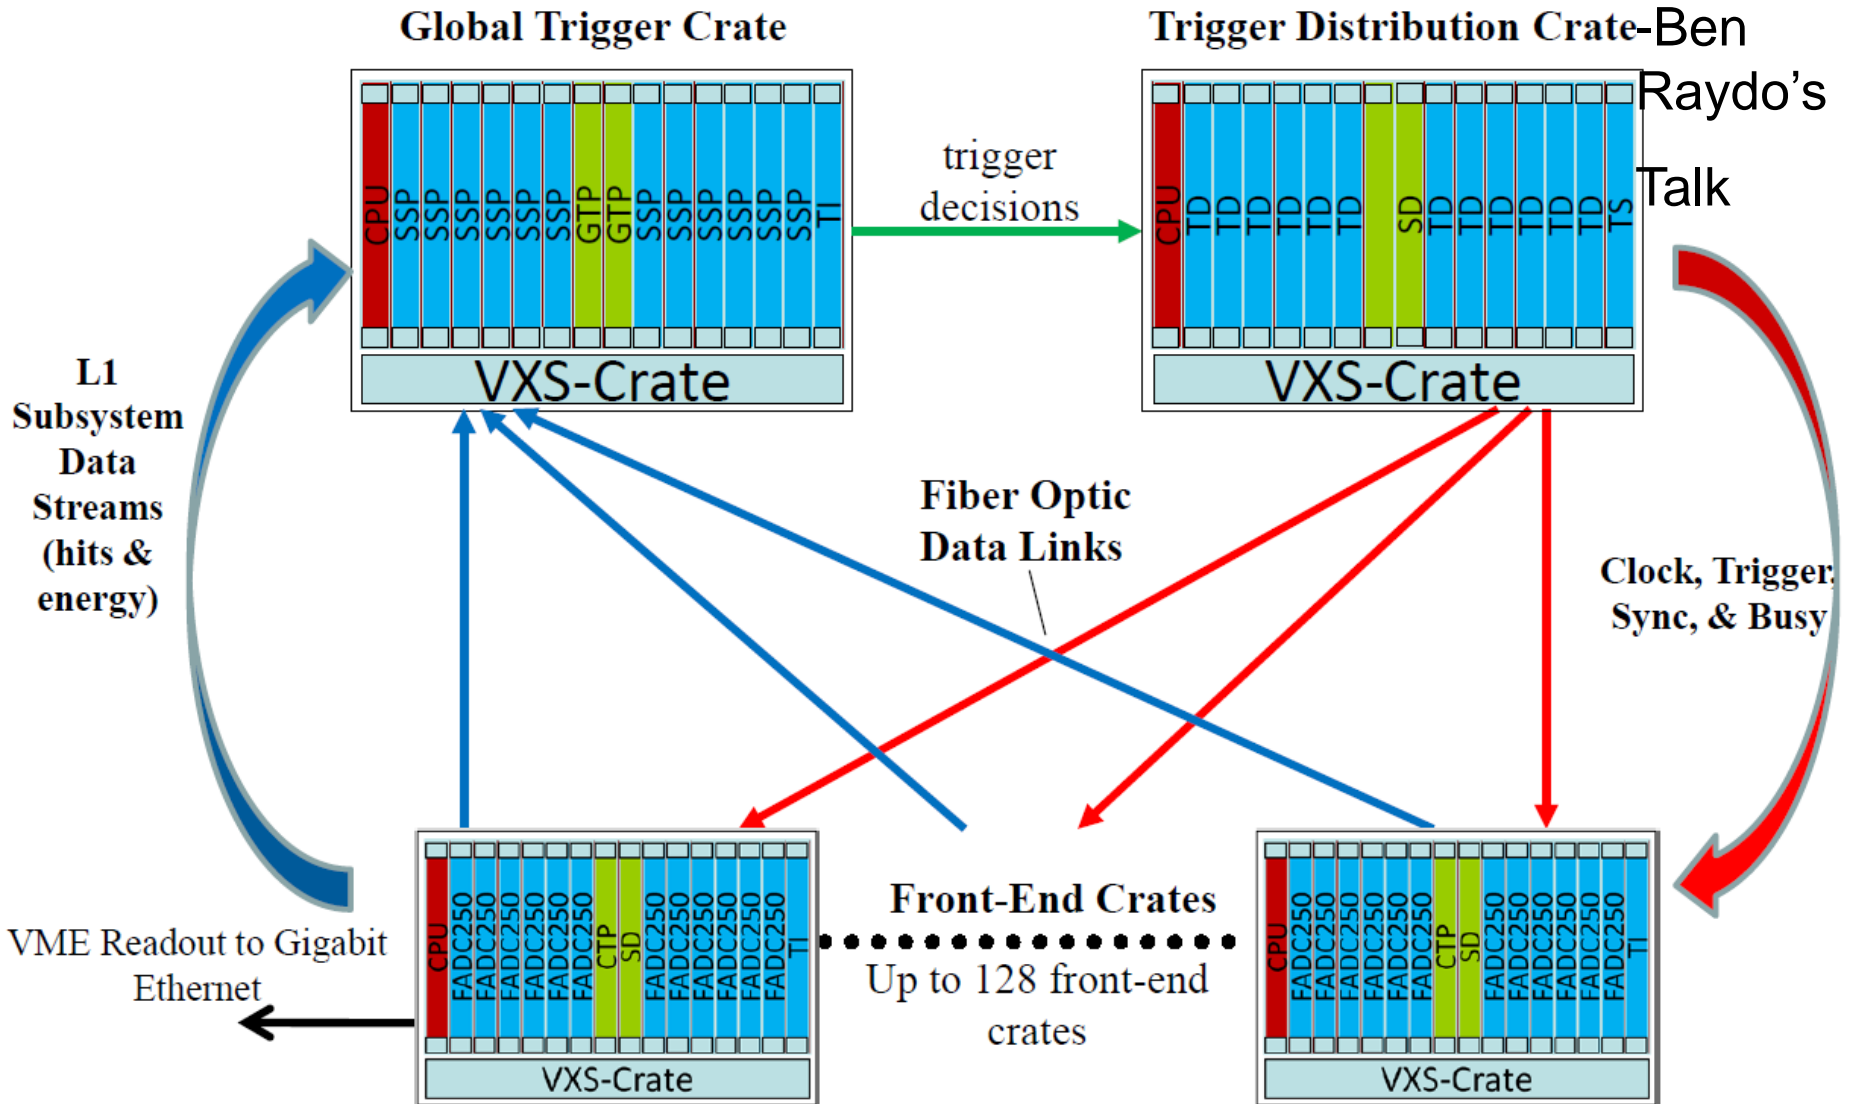 Global Trigger Crate
Trigger Distribution Crate
-Ben
Raydo's
Talk
CPU
SSP
SSP
SSP
SSP
SSP
SSP
GTP
GTP
SSP
SSP
SSP
SSP
SSP
SSP
TI
VXS-Crate
trigger
decisions
CPU
TD
TD
TD
TD
TD
TD
SD
TD
TD
TD
TD
TD
TD
TS
VXS-Crate
L1
Subsystem
Data
Streams
(hits &
energy)
Fiber Optic
Data Links
Clock, Trigger,
Sync, & Busy
CPU
FADC250
FADC250
FADC250
FADC250
FADC250
FADC250
CTP
SD
FADC250
FADC250
FADC250
FADC250
FADC250
FADC250
TI
VXS-Crate
Front-End Crates
Up to 128 front-end
crates
CPU
FADC250
FADC250
FADC250
FADC250
FADC250
FADC250
CTP
SD
FADC250
FADC250
FADC250
FADC250
FADC250
FADC250
TI
VXS-Crate
VME Readout to Gigabit
Ethernet